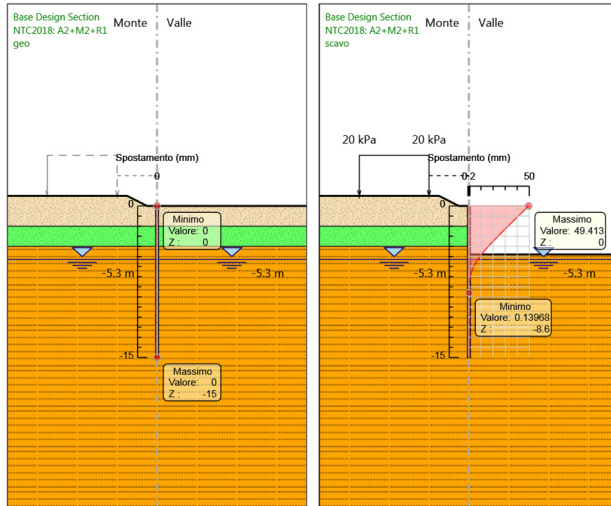 Base Design Section
NTC2018: A2+M2+R1
geo
Monte
Valle
Spostamento (mm)
0
0
Minimo
Valore: 0
Z : 0
-5.3 m
-5.3 m
-15
Massimo
Valore: 0
Z : -15
Base Design Section
NTC2018: A2+M2+R1
scavo
Monte
Valle
20 kPa
20 kPa
Spostamento (mm)
0.2
50
0
Massimo
Valore: 49.413
Z : 0
-5.3 m
-5.3 m
Minimo
Valore: 0.13968
Z : -8.6
-15